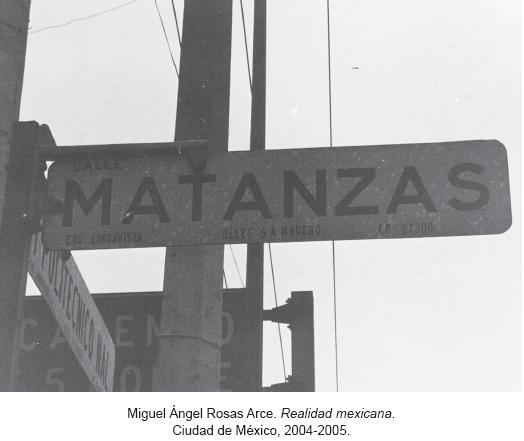 CALLE
MATANZAS
COL. LINDAVISTA DELEG. G.A. MADERO C.P. 07300
Miguel Ángel Rosas Arce. Realidad mexicana.
Ciudad de México, 2004-2005.